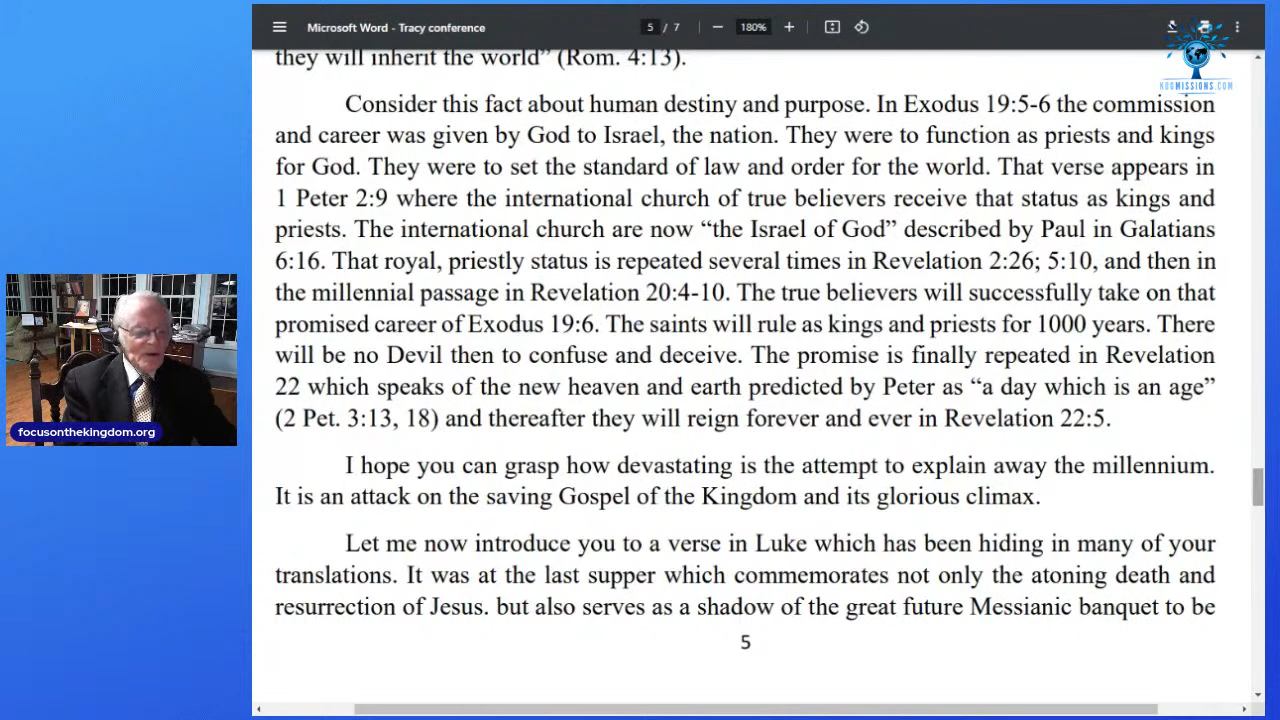 Microsoft Word - Tracy conference
5 / 7
180%
KOGMISSIONS.COM
they will inherit the world” (Rom. 4:13).
Consider this fact about human destiny and purpose. In Exodus 19:5-6 the commission
and career was given by God to Israel, the nation. They were to function as priests and kings
for God. They were to set the standard of law and order for the world. That verse appears in
1 Peter 2:9 where the international church of true believers receive that status as kings and
priests. The international church are now “the Israel of God” described by Paul in Galatians
6:16. That royal, priestly status is repeated several times in Revelation 2:26; 5:10, and then in
the millennial passage in Revelation 20:4-10. The true believers will successfully take on that
promised career of Exodus 19:6. The saints will rule as kings and priests for 1000 years. There
will be no Devil then to confuse and deceive. The promise is finally repeated in Revelation
22 which speaks of the new heaven and earth predicted by Peter as “a day which is an age”
(2 Pet. 3:13, 18) and thereafter they will reign forever and ever in Revelation 22:5.
I hope you can grasp how devastating is the attempt to explain away the millennium.
It is an attack on the saving Gospel of the Kingdom and its glorious climax.
Let me now introduce you to a verse in Luke which has been hiding in many of your
translations. It was at the last supper which commemorates not only the atoning death and
resurrection of Jesus. but also serves as a shadow of the great future Messianic banquet to be
5
focusonthekingdom.org